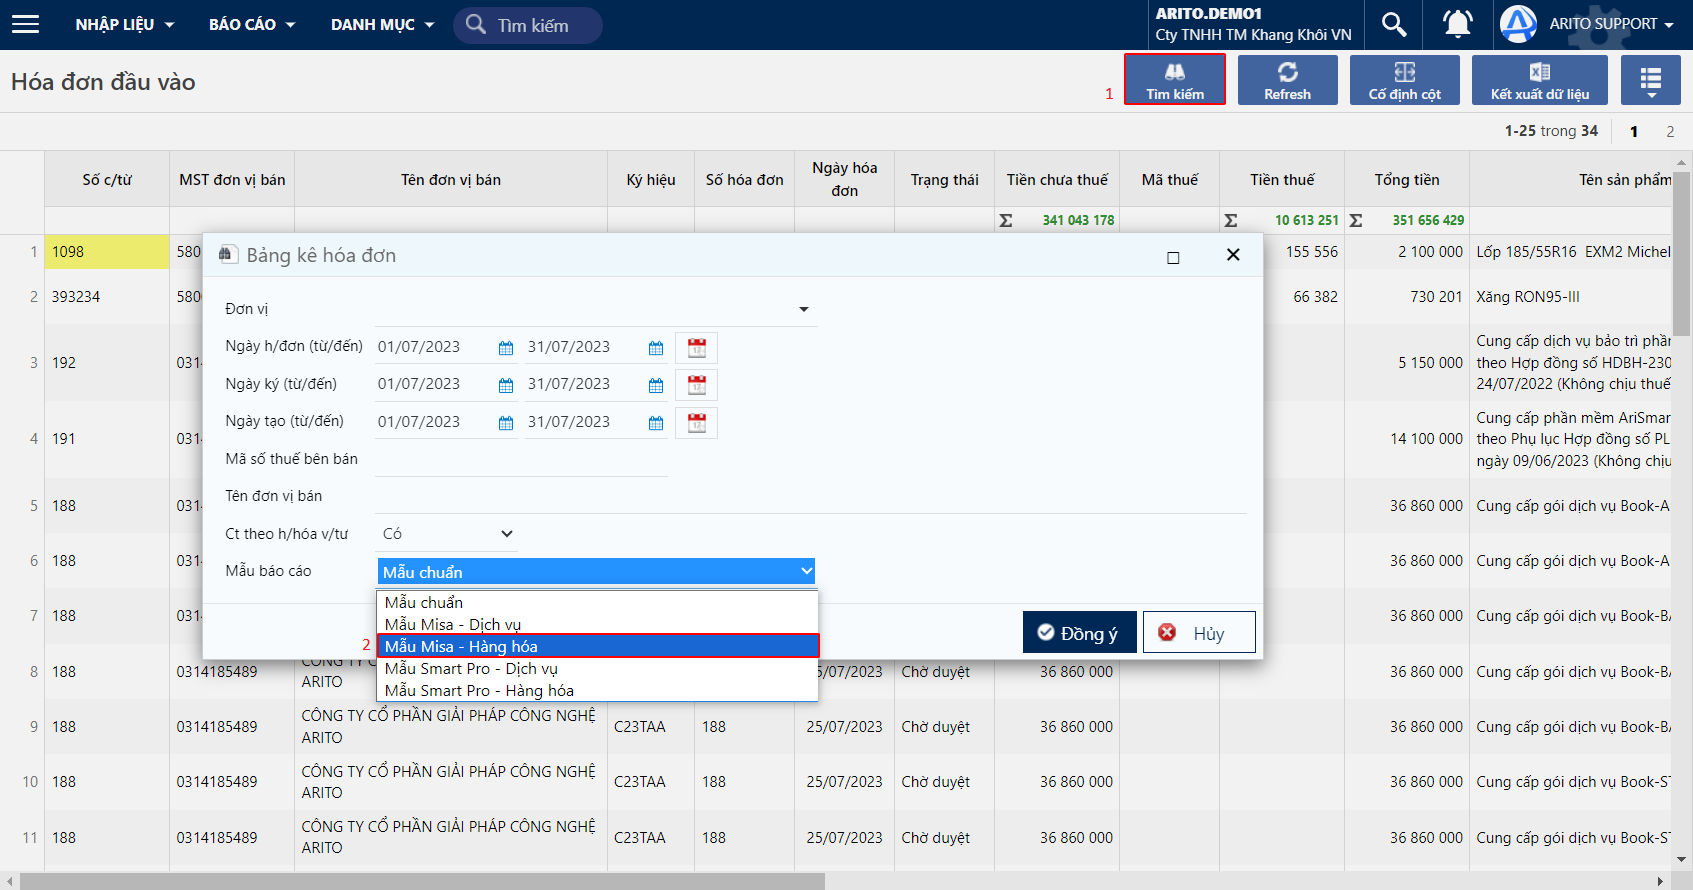 NHẬP LIỆU
BÁO CÁO
DANH MỤC
Tìm kiếm
ARITO.DEMO1
Cty TNHH TM Khang Khôi VN
ARITO SUPPORT
Hóa đơn đầu vào
1
Tìm kiếm
Refresh
Cố định cột
Kết xuất dữ liệu
1-25 trong 34
1
2
Số c/từ
MST đơn vị bán
Tên đơn vị bán
Ký hiệu
Số hóa đơn
Ngày hóa
đơn
Trạng thái
Tiền chưa thuế
Mã thuế
Tiền thuế
Tổng tiền
Tên sản phẩm
Σ 341 043 178
Σ 10 613 251
Σ 351 656 429
1 1098 580 155 556 2 100 000 Lốp 185/55R16 EXM2 Michel
2 393234 580 66 382 730 201 Xăng RON95-III
3 192 031 5 150 000 Cung cấp dịch vụ bảo trì phần
theo Hợp đồng số HDBH-230
24/07/2022 (Không chịu thuế
4 191 031 14 100 000 Cung cấp phần mềm AriSmar
theo Phụ lục Hợp đồng số PL
ngày 09/06/2023 (Không chịu
5 188 031 36 860 000 Cung cấp gói dịch vụ Book-A
6 188 031 36 860 000 Cung cấp gói dịch vụ Book-A
7 188 031 36 860 000 Cung cấp gói dịch vụ Book-BA
8 188 0314185489 CÔNG TY CỔ PHẦN
ARITO
5/07/2023 Chờ duyệt 36 860 000 36 860 000 Cung cấp gói dịch vụ Book-BA
9 188 0314185489 CÔNG TY CỔ PHẦN GIẢI PHÁP CÔNG NGHỆ
ARITO
C23TAA 188 25/07/2023 Chờ duyệt 36 860 000 36 860 000 Cung cấp gói dịch vụ Book-BA
10 188 0314185489 CÔNG TY CỔ PHẦN GIẢI PHÁP CÔNG NGHỆ
ARITO
C23TAA 188 25/07/2023 Chờ duyệt 36 860 000 36 860 000 Cung cấp gói dịch vụ Book-ST
11 188 0314185489 CÔNG TY CỔ PHẦN GIẢI PHÁP CÔNG NGHỆ
ARITO
C23TAA 188 25/07/2023 Chờ duyệt 36 860 000 36 860 000 Cung cấp gói dịch vụ Book-ST
Bảng kê hóa đơn
Đơn vị
Ngày h/đơn (từ/đến) 01/07/2023 31/07/2023
Ngày ký (từ/đến) 01/07/2023 31/07/2023
Ngày tạo (từ/đến) 01/07/2023 31/07/2023
Mã số thuế bên bán
Tên đơn vị bán
Ct theo h/hóa v/tư Có
Mẫu báo cáo Mẫu chuẩn
Mẫu chuẩn
Mẫu Misa - Dịch vụ
2 Mẫu Misa - Hàng hóa
Mẫu Smart Pro - Dịch vụ
Mẫu Smart Pro - Hàng hóa
Đồng ý
Hủy